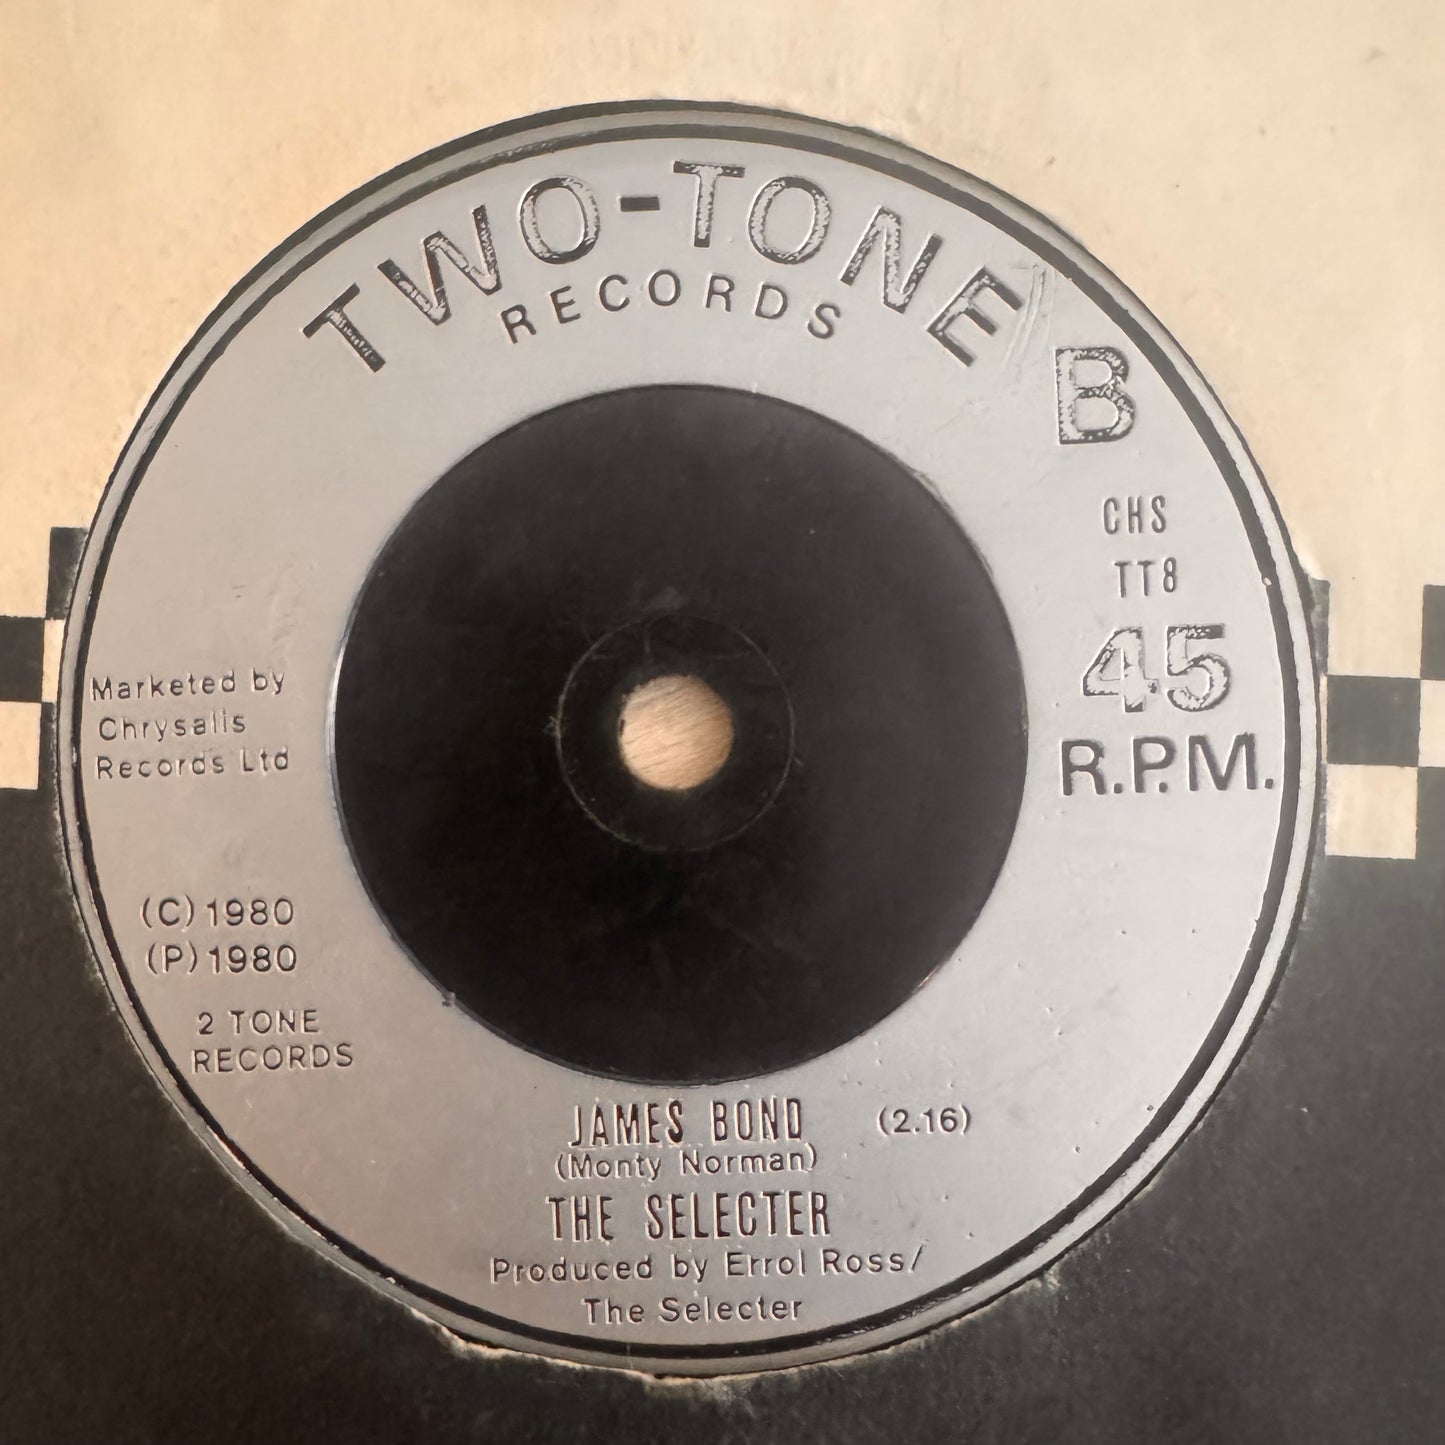 TWO-TONE
RECORDS
B
CHS
TT8
45
R.P.M.
Marketed by
Chrysalis
Records Ltd
(C) 1980
(P) 1980
2 TONE
RECORDS
JAMES BOND (2.16)
(Monty Norman)
THE SELECTER
Produced by Errol Ross/
The Selecter